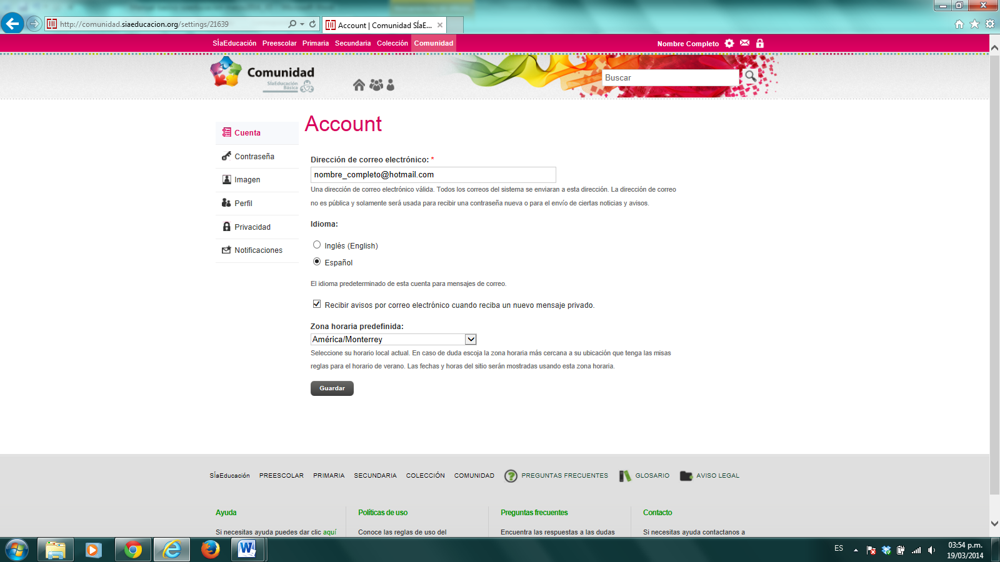 http://comunidad.siaeducacion.org/settings/21639
Account | Comunidad SÍaE...
SÍaEducación Preescolar Primaria Secundaria Colección Comunidad
Nombre Completo
Comunidad
SÍaEducación
Básica
Buscar
Account
Cuenta
Contraseña
Imagen
Perfil
Privacidad
Notificaciones
Dirección de correo electrónico: *
nombre_completo@hotmail.com
Una dirección de correo electrónico válida. Todos los correos del sistema se enviaran a esta dirección. La dirección de correo
no es pública y solamente será usada para recibir una contraseña nueva o para el envío de ciertas noticias y avisos.
Idioma:
Inglés (English)
Español
El idioma predeterminado de esta cuenta para mensajes de correo.
Recibir avisos por correo electrónico cuando reciba un nuevo mensaje privado.
Zona horaria predefinida:
América/Monterrey
Seleccione su horario local actual. En caso de duda escoja la zona horaria más cercana a su ubicación que tenga las misas
reglas para el horario de verano. Las fechas y horas del sitio serán mostradas usando esta zona horaria.
Guardar
SÍaEducación PREESCOLAR PRIMARIA SECUNDARIA COLECCIÓN COMUNIDAD PREGUNTAS FRECUENTES GLOSARIO AVISO LEGAL
Ayuda
Si necesitas ayuda puedes dar clic aquí
Políticas de uso
Conoce las reglas de uso del
Preguntas frecuentes
Encuentra las respuestas a las dudas
Contacto
Si necesitas ayuda contactanos a
ES
03:54 p.m.
19/03/2014